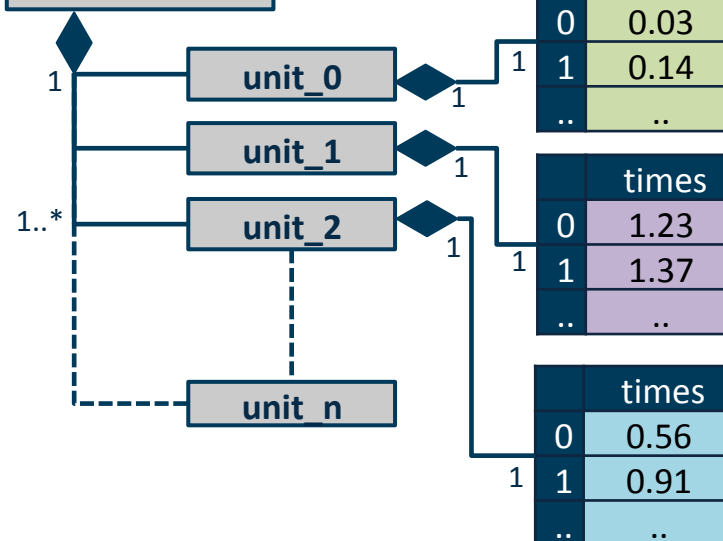 0 0.03
1 unit_0 1 1 1 0.14
.. ..
unit_1 1
times
1..* unit_2 1 0 1.23
1 1 1.37
.. ..
unit_n
times
0 0.56
1 1 0.91
.. ..